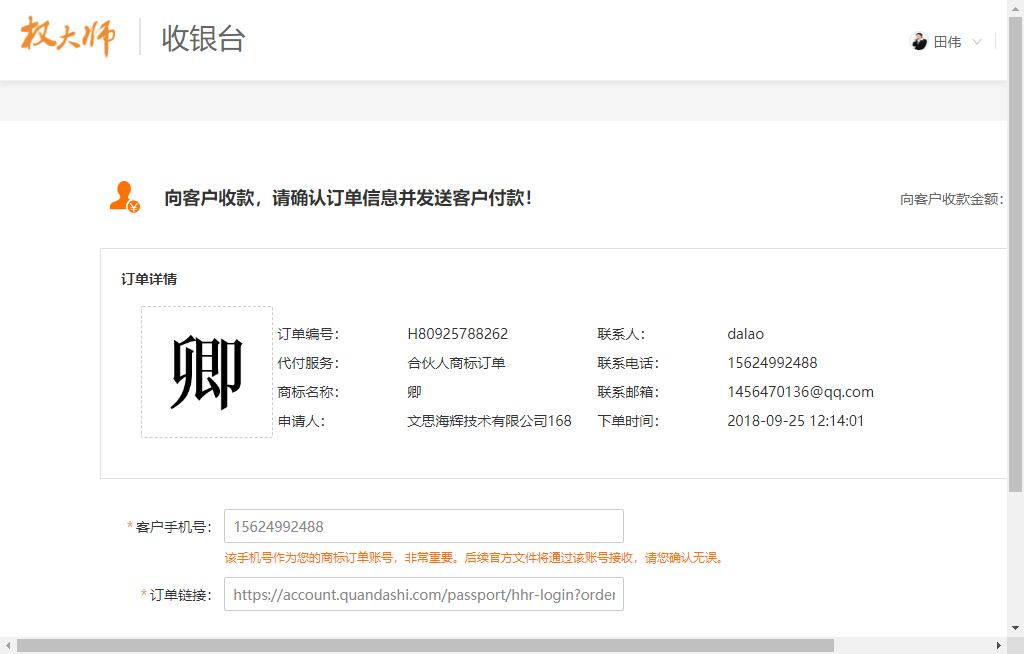 权大师 收银台 田伟
向客户收款，请确认订单信息并发送客户付款！ 向客户收款金额：
订单详情
卿
订单编号： H80925788262 联系人： dalao
代付服务： 合伙人商标订单 联系电话： 15624992488
商标名称： 卿 联系邮箱： 1456470136@qq.com
申请人： 文思海辉技术有限公司168 下单时间： 2018-09-25 12:14:01
*客户手机号： 15624992488
该手机号作为您的商标订单账号，非常重要。后续官方文件将通过该账号接收，请您确认无误。
*订单链接： https://account.quandashi.com/passport/hhr-login?order